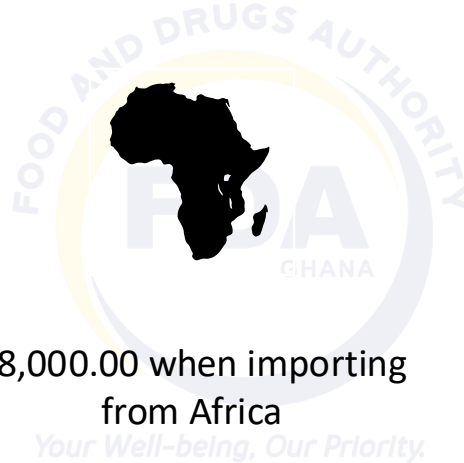 FOOD AND DRUGS AUTHORITY
FDA
GHANA
8,000.00 when importing
from Africa
Your Well-being, Our Priority.